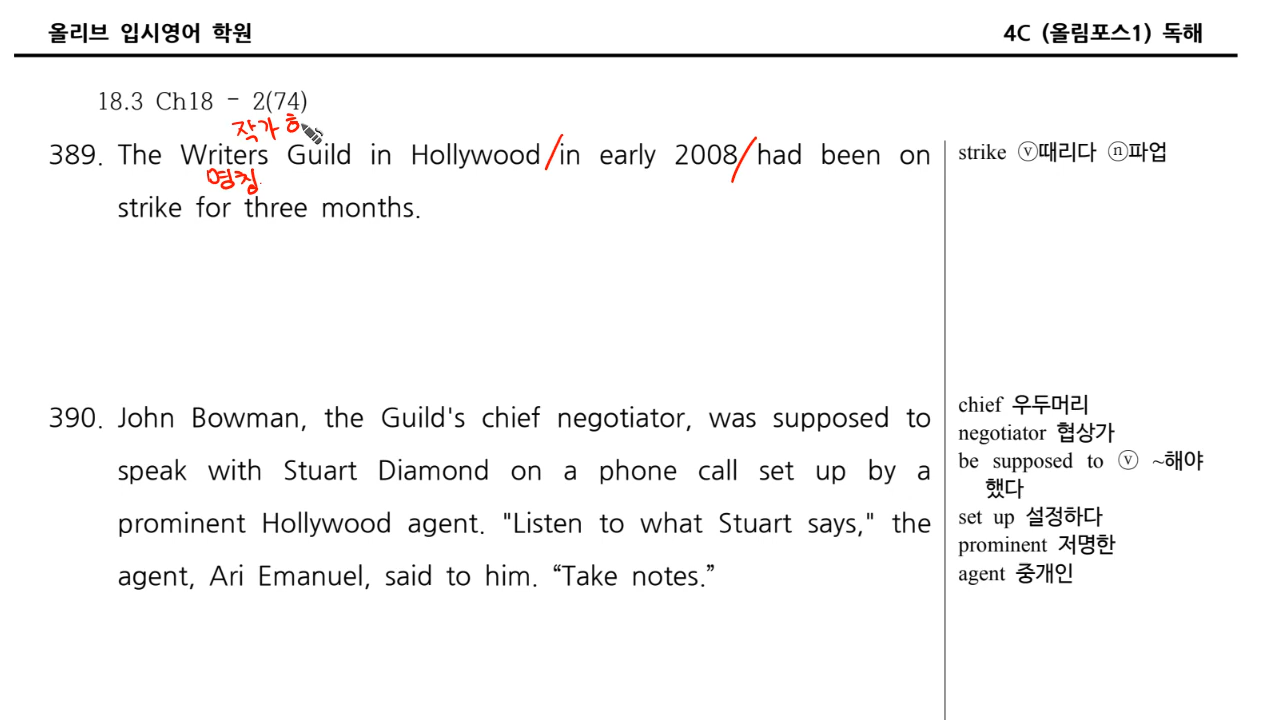 올리브 입시영어 학원
4C (올림포스1) 독해
18.3 Ch18 - 2(74)
작가
389. The Writers Guild in Hollywood/in early 2008/had been on
명칭
strike for three months.
strike ⓥ때리다 ⓝ파업
390. John Bowman, the Guild's chief negotiator, was supposed to
speak with Stuart Diamond on a phone call set up by a
prominent Hollywood agent. "Listen to what Stuart says," the
agent, Ari Emanuel, said to him. “Take notes.”
chief 우두머리
negotiator 협상가
be supposed to ⓥ ~해야
했다
set up 설정하다
prominent 저명한
agent 중개인